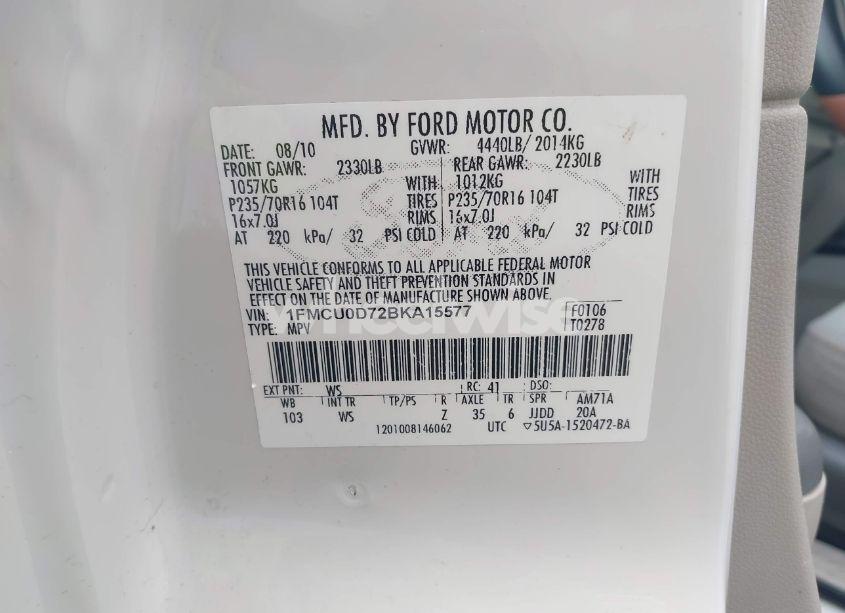 MFD. BY FORD MOTOR CO.
DATE: 08/10 GVWR: 4440LB/ 2014KG
FRONT GAWR: 2330LB REAR GAWR: 2230LB
1057KG WITH 1012KG WITH
P235/70R16 104T TIRES P235/70R16 104T TIRES
16x7.0J RIMS 16x7.0J RIMS
AT 220 kPa/ 32 PSI COLD AT 220 kPa/ 32 PSI COLD
THIS VEHICLE CONFORMS TO ALL APPLICABLE FEDERAL MOTOR
VEHICLE SAFETY AND THEFT PREVENTION STANDARDS IN
EFFECT ON THE DATE OF MANUFACTURE SHOWN ABOVE.
VIN: 1FMCU0D72BKA15577 F0106
TYPE: MPV T0278
wheelwise
EXT PNT: WS RC: 41 DSO:
WB INT TR TP/PS R AXLE TR SPR AM71A
103 WS Z 35 6 JJDD 20A
1201008146062 UTC ▽5U5A-1520472-BA